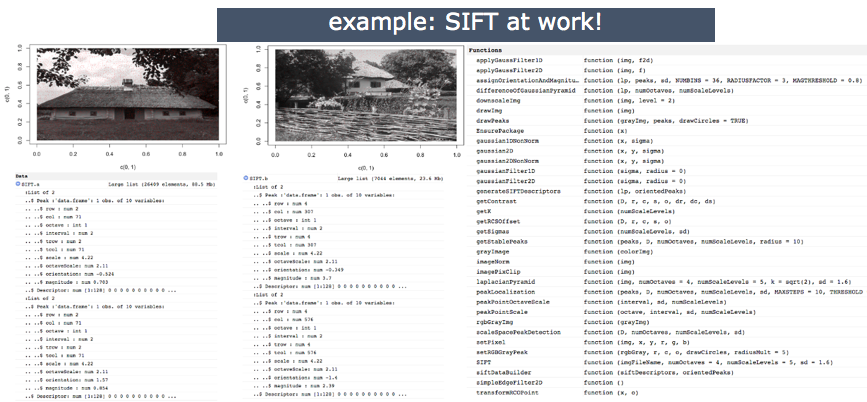 example: SIFT at work!
1.0
0.8
0.6
0.4
0.2
0.0
c(0, 1)
0.0 0.2 0.4 0.6 0.8 1.0
c(0, 1)
Data
SIFT.a Large list (26409 elements, 88.5 Mb)
:List of 2
..$ Peak :'data.frame': 1 obs. of 10 variables:
.. ..$ row : num 2
.. ..$ col : num 71
.. ..$ octave : int 1
.. ..$ interval : num 2
.. ..$ trow : num 2
.. ..$ tcol : num 71
.. ..$ scale : num 4.22
.. ..$ octaveScale: num 2.11
.. ..$ orientation: num -0.524
.. ..$ magnitude : num 0.703
..$ Descriptor: num [1:128] 0 0 0 0 0 0 0 0 0 0 ...
:List of 2
..$ Peak :'data.frame': 1 obs. of 10 variables:
.. ..$ row : num 2
.. ..$ col : num 71
.. ..$ octave : int 1
.. ..$ interval : num 2
.. ..$ trow : num 2
.. ..$ tcol : num 71
.. ..$ scale : num 4.22
.. ..$ octaveScale: num 2.11
.. ..$ orientation: num 1.57
.. ..$ magnitude : num 0.854
..$ Descriptor: num [1:128] 0 0 0 0 0 0 0 0 0 0 ...
1.0
0.8
0.6
0.4
0.2
0.0
c(0, 1)
0.0 0.2 0.4 0.6 0.8 1.0
c(0, 1)
SIFT.b Large list (7044 elements, 23.6 Mb)
:List of 2
..$ Peak :'data.frame': 1 obs. of 10 variables:
.. ..$ row : num 4
.. ..$ col : num 307
.. ..$ octave : int 1
.. ..$ interval : num 2
.. ..$ trow : num 4
.. ..$ tcol : num 307
.. ..$ scale : num 4.22
.. ..$ octaveScale: num 2.11
.. ..$ orientation: num -0.349
.. ..$ magnitude : num 3.7
..$ Descriptor: num [1:128] 0 0 0 0 0 0 0 0 0 0 ...
:List of 2
..$ Peak :'data.frame': 1 obs. of 10 variables:
.. ..$ row : num 4
.. ..$ col : num 576
.. ..$ octave : int 1
.. ..$ interval : num 2
.. ..$ trow : num 4
.. ..$ tcol : num 576
.. ..$ scale : num 4.22
.. ..$ octaveScale: num 2.11
.. ..$ orientation: num -1.4
.. ..$ magnitude : num 2.39
..$ Descriptor: num [1:128] 0 0 0 0 0 0 0 0 0 0 ...
Functions
applyGaussFilter1D function (img, f2d)
applyGaussFilter2D function (img, f)
assignOrientationAndMagnitu… function (lp, peaks, sd, NUMBINS = 36, RADIUSFACTOR = 3, MAGTHRESHOLD = 0.8)
differenceOfGaussianPyramid function (lp, numOctaves, numScaleLevels)
downscaleImg function (img, level = 2)
drawImg function (img)
drawPeaks function (grayImg, peaks, drawCircles = TRUE)
EnsurePackage function (x)
gaussian1DNonNorm function (x, sigma)
gaussian2D function (x, y, sigma)
gaussian2DNonNorm function (x, y, sigma)
gaussianFilter1D function (sigma, radius = 0)
gaussianFilter2D function (sigma, radius = 0)
generateSIFTDescriptors function (lp, orientedPeaks)
getContrast function (D, r, c, s, o, dr, dc, ds)
getK function (numScaleLevels)
getRCSOffset function (D, r, c, s, o)
getSigmas function (numScaleLevels, sd)
getStablePeaks function (peaks, D, numOctaves, numScaleLevels, radius = 10)
grayImage function (colorImg)
imageNorm function (img)
imagePixClip function (img)
laplacianPyramid function (img, numOctaves = 4, numScaleLevels = 5, k = sqrt(2), sd = 1.6)
peakLocalization function (peaks, D, numOctaves, numScaleLevels, sd, MAXSTEPS = 10, THRESHOLD
peakPointOctaveScale function (interval, sd, numScaleLevels)
peakPointScale function (octave, interval, sd, numScaleLevels)
rgbGrayImg function (grayImg)
scaleSpacePeakDetection function (D, numOctaves, numScaleLevels, sd)
setPixel function (img, x, y, r, g, b)
setRGBGrayPeak function (rgbGray, r, c, o, drawCircles, radiusMult = 5)
SIFT function (imgFileName, numOctaves = 4, numScaleLevels = 5, sd = 1.6)
siftDataBuilder function (siftDescriptors, orientedPeaks)
simpleEdgeFilter2D function ()
transformRCOPoint function (x, o)